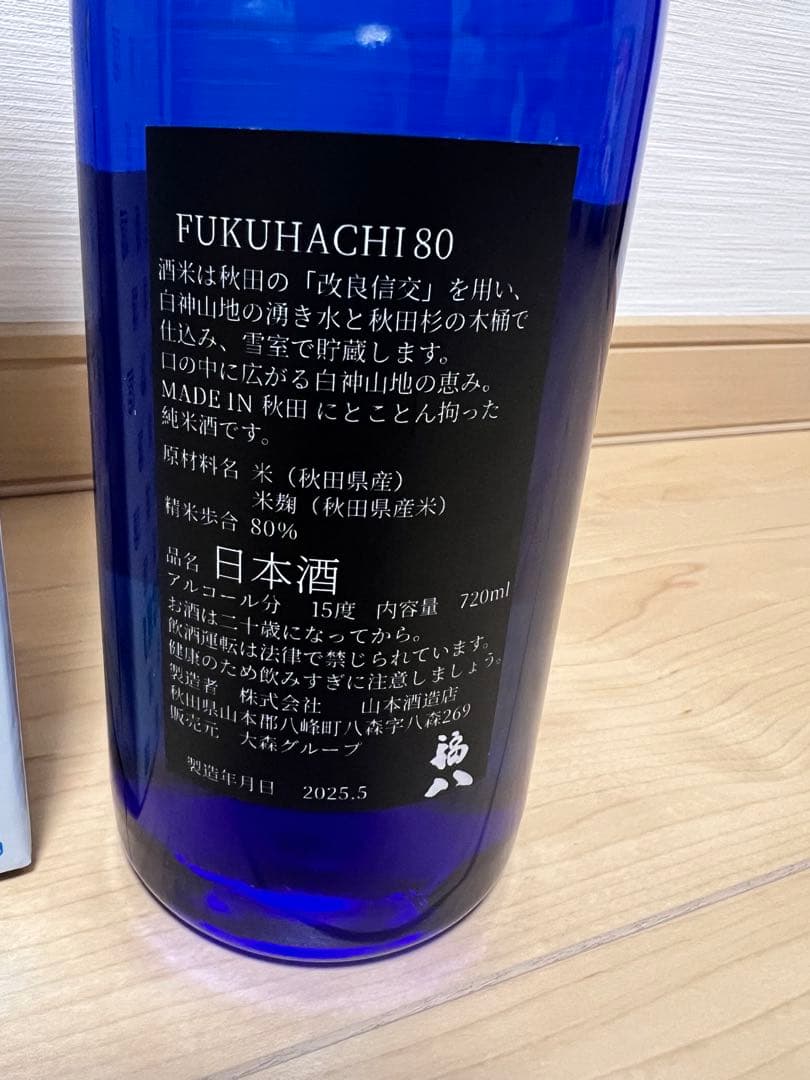 FUKUHACHI 80
酒米は秋田の「改良信交」を用い、
白神山地の湧き水と秋田杉の木桶で
仕込み、雪室で貯蔵します。
口の中に広がる白神山地の恵み。
MADE IN 秋田 にとことん拘った
純米酒です。
原材料名 米（秋田県産）
米麹（秋田県産米）
精米歩合 80%
品名 日本酒
アルコール分 15度 内容量 720ml
お酒は二十歳になってから。
飲酒運転は法律で禁じられています。
健康のため飲みすぎに注意しましょう。
製造者 株式会社 山本酒造店
秋田県山本郡八峰町八森字八森269
販売元 大森グループ
福八
製造年月日 2025.5